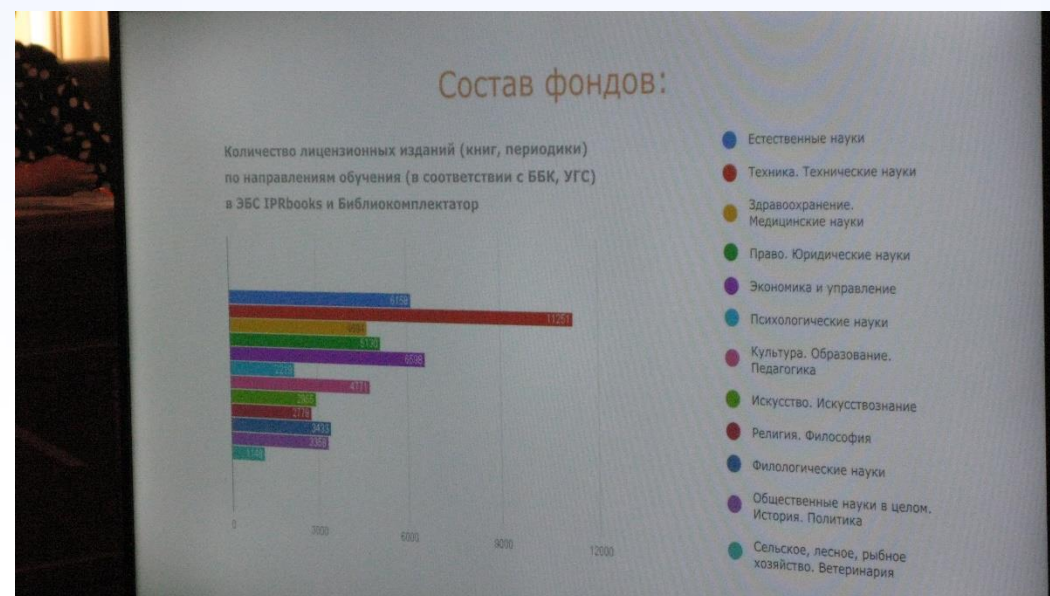 Состав фондов:
Количество лицензионных изданий (книг, периодики)
по направлениям обучения (в соответствии с ББК, УГС)
в ЭБС IPRbooks и Библиокомплектатор
6158
11251
5130
6598
4771
3433
3369
0
3000
6000
9000
12000
Естественные науки
Техника. Технические науки
Здравоохранение.
Медицинские науки
Право. Юридические науки
Экономика и управление
Психологические науки
Культура. Образование.
Педагогика
Искусство. Искусствознание
Религия. Философия
Филологические науки
Общественные науки в целом.
История. Политика
Сельское, лесное, рыбное
хозяйство. Ветеринария